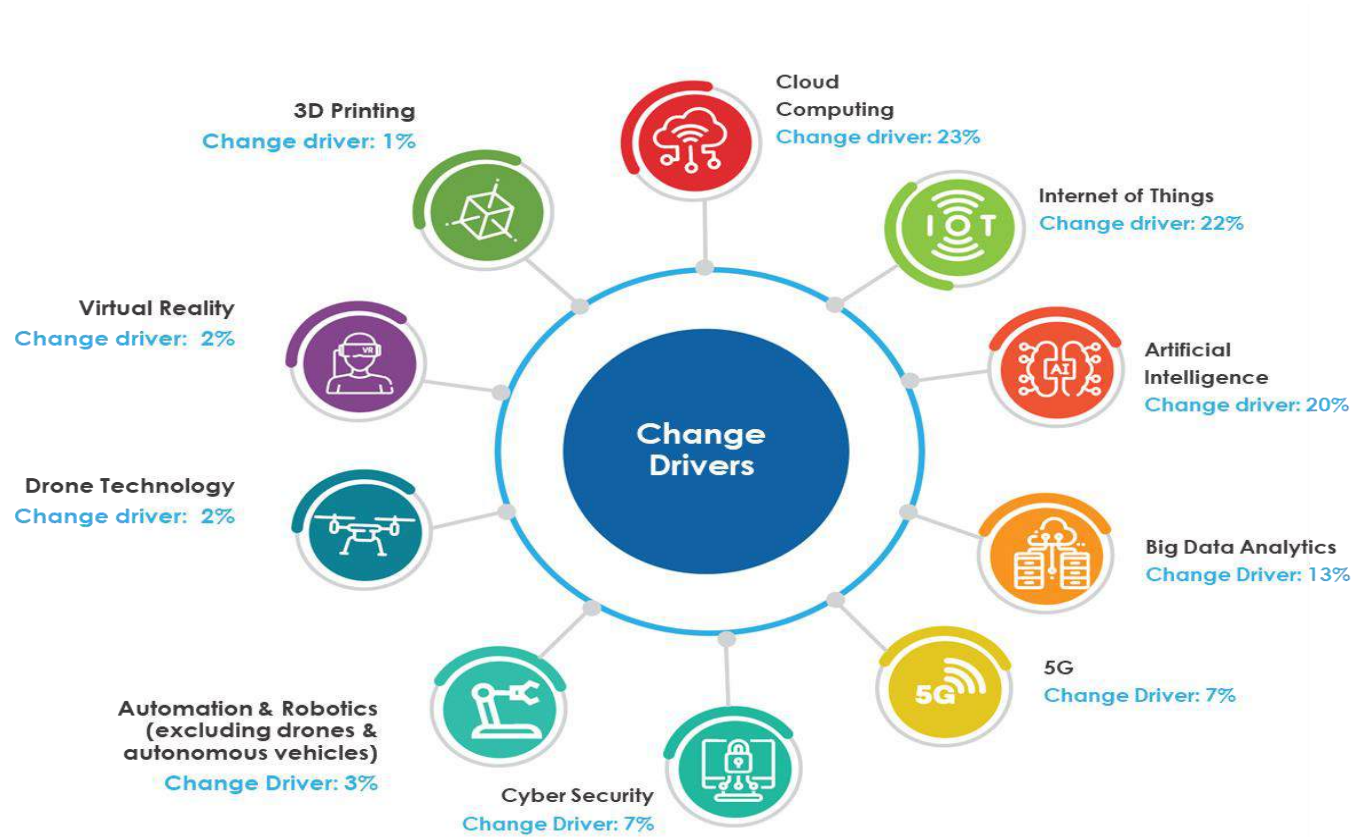 Cloud
Computing
Change driver: 23%
Internet of Things
Change driver: 22%
IOT
Artificial
Intelligence
Change driver: 20%
AI
Big Data Analytics
Change Driver: 13%
5G
Change Driver: 7%
5G
Cyber Security
Change Driver: 7%
Automation & Robotics
(excluding drones &
autonomous vehicles)
Change Driver: 3%
Drone Technology
Change driver: 2%
Virtual Reality
Change driver: 2%
VR
3D Printing
Change driver: 1%
Change
Drivers